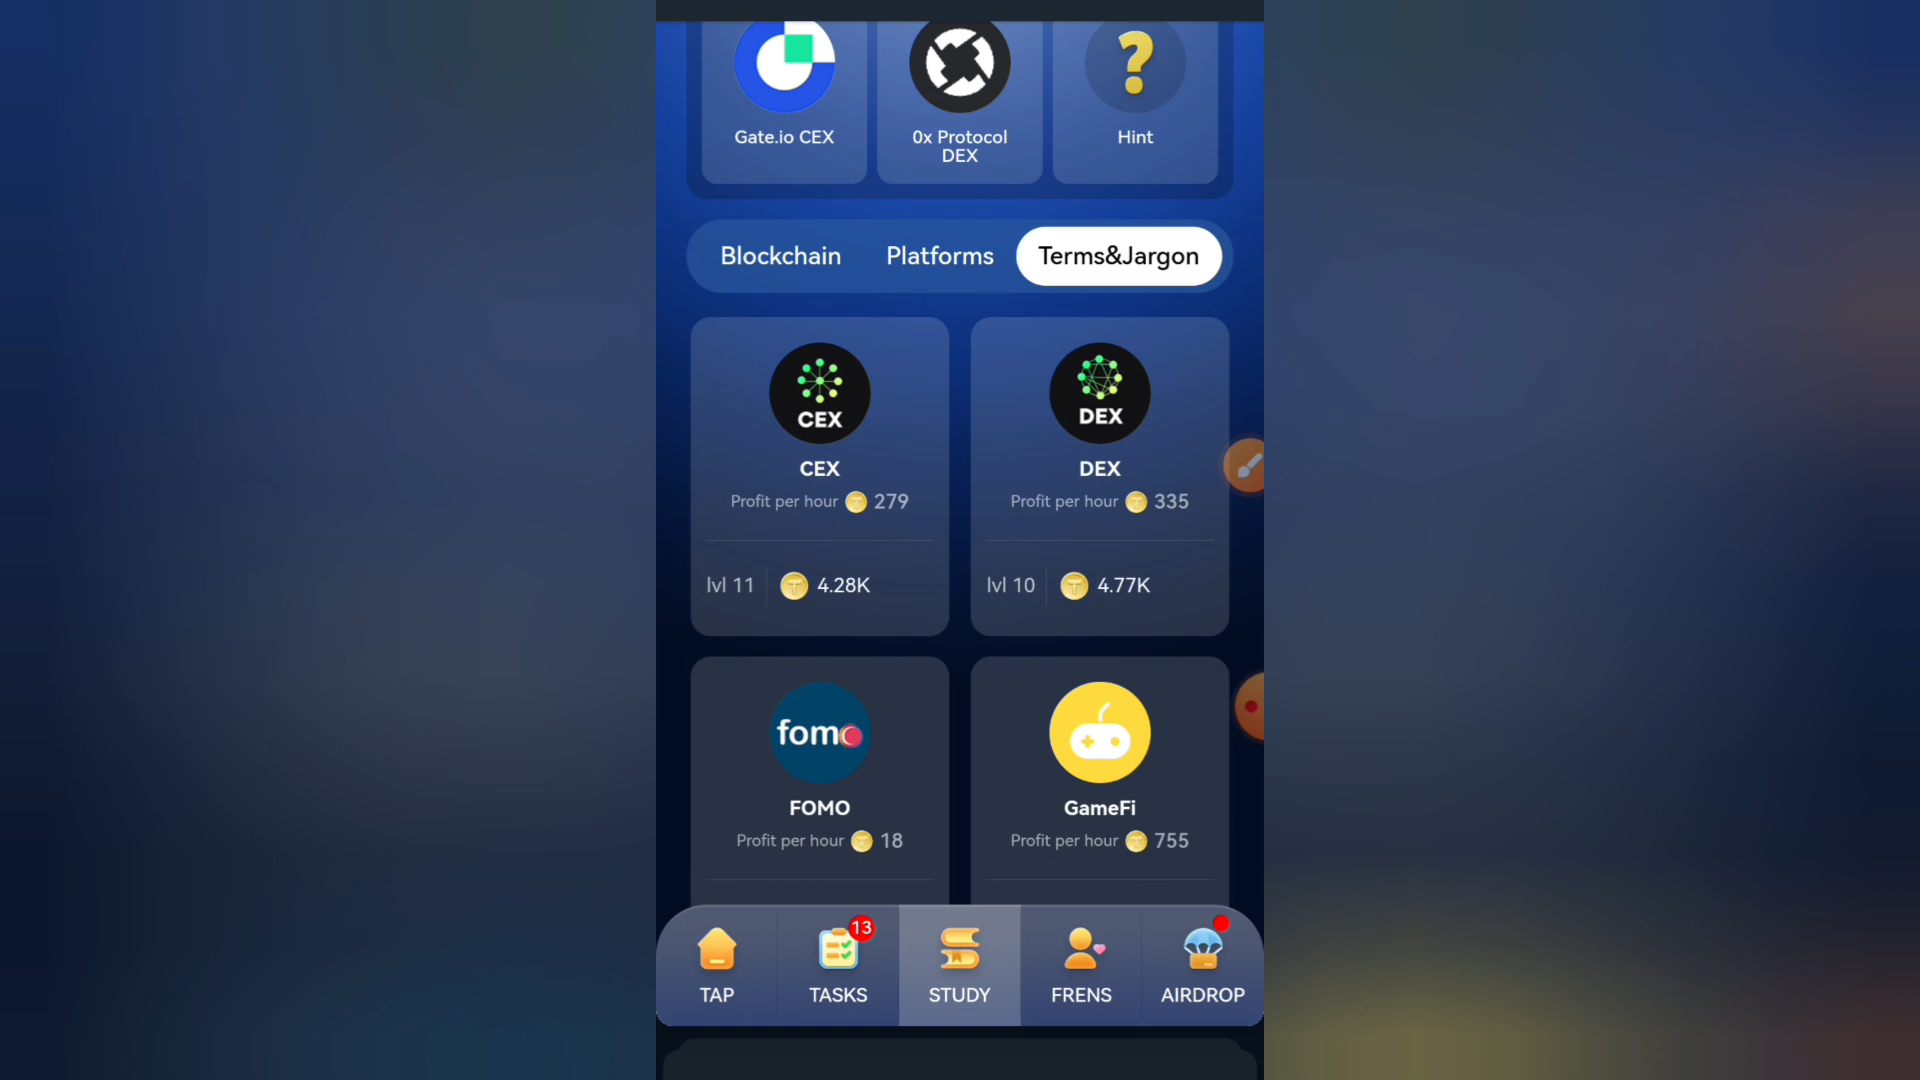 Gate.io CEX
0x Protocol
DEX
Hint
Blockchain
Platforms
Terms&Jargon
CEX
CEX
Profit per hour 279
lvl 11
4.28K
DEX
DEX
Profit per hour 335
lvl 10
4.77K
fomo
FOMO
Profit per hour 18
GameFi
Profit per hour 755
TAP
13
TASKS
STUDY
FRENS
AIRDROP